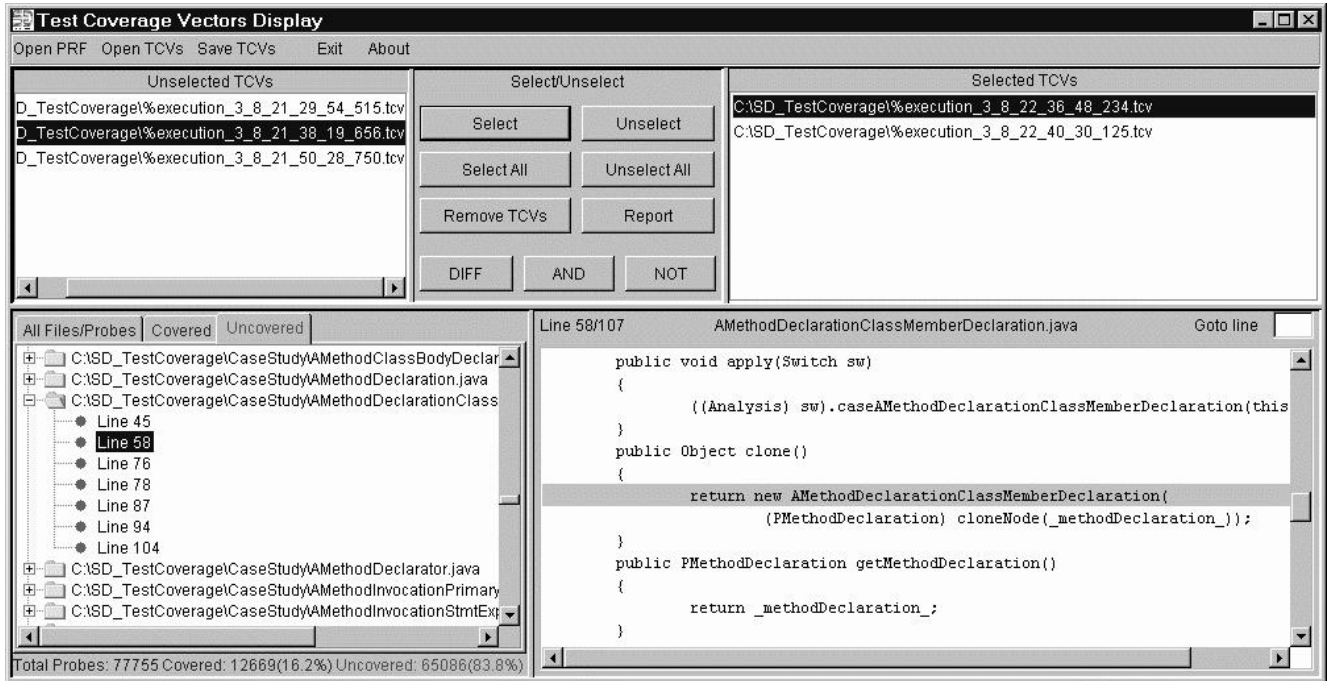 Test Coverage Vectors Display
Open PRF Open TCVs Save TCVs Exit About
Unselected TCVs
D_TestCoverage\%execution_3_8_21_29_54_515.tcv
D_TestCoverage\%execution_3_8_21_38_19_656.tcv
D_TestCoverage\%execution_3_8_21_50_28_750.tcv
Select/Unselect
Select Unselect
Select All Unselect All
Remove TCVs Report
DIFF AND NOT
Selected TCVs
C:\SD_TestCoverage\%execution_3_8_22_36_48_234.tcv
C:\SD_TestCoverage\%execution_3_8_22_40_30_125.tcv
All Files/Probes Covered Uncovered
C:\SD_TestCoverage\CaseStudy\AMethodClassBodyDeclar
C:\SD_TestCoverage\CaseStudy\AMethodDeclaration.java
C:\SD_TestCoverage\CaseStudy\AMethodDeclarationClass
Line 45
Line 58
Line 76
Line 78
Line 87
Line 94
Line 104
C:\SD_TestCoverage\CaseStudy\AMethodDeclarator.java
C:\SD_TestCoverage\CaseStudy\AMethodInvocationPrimary
C:\SD_TestCoverage\CaseStudy\AMethodInvocationStmtExp
Total Probes: 77755 Covered: 12669(16.2%) Uncovered: 65086(83.8%)
Line 58/107 AMethodDeclarationClassMemberDeclaration.java Goto line
public void apply(Switch sw)
{
((Analysis) sw).caseAMethodDeclarationClassMemberDeclaration(this
}
public Object clone()
{
return new AMethodDeclarationClassMemberDeclaration(
(PMethodDeclaration) cloneNode(_methodDeclaration_));
}
public PMethodDeclaration getMethodDeclaration()
{
return _methodDeclaration_;
}